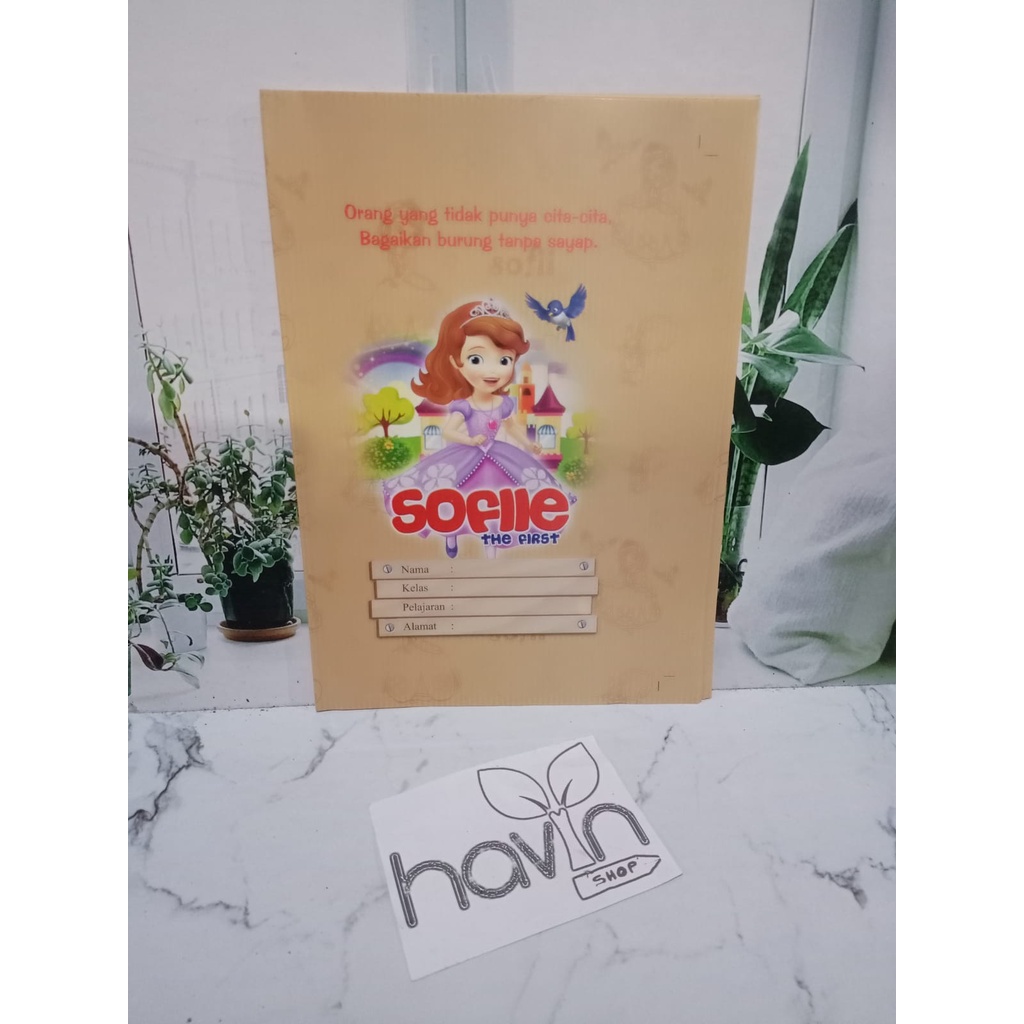 Orang yang tidak punya cita-cita,
Bagaikan burung tanpa sayap.
SOFIIe
THE FIRST
Nama :
Kelas :
Pelajaran :
Alamat :
havin
SHOP